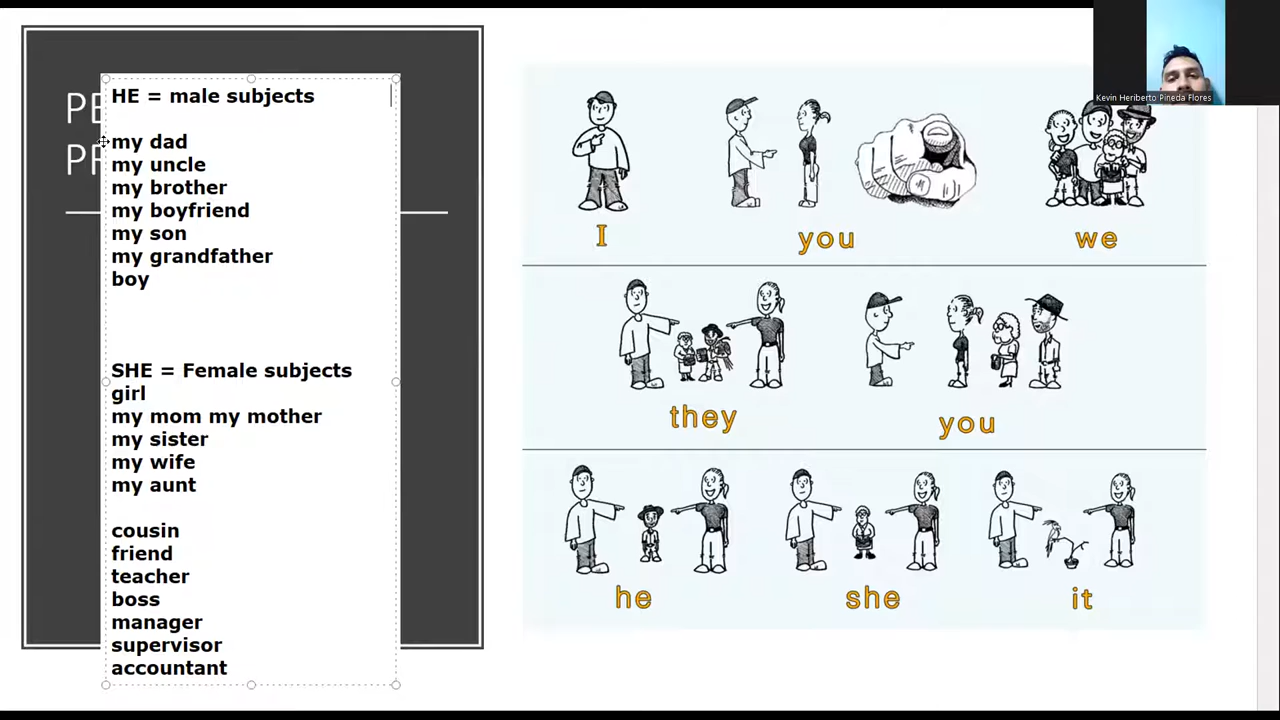 PE
PR
HE = male subjects
my dad
my uncle
my brother
my boyfriend
my son
my grandfather
boy
SHE = Female subjects
girl
my mom my mother
my sister
my wife
my aunt
cousin
friend
teacher
boss
manager
supervisor
accountant
I
you
we
they
you
he
she
it
Kevin Heriberto Pineda Flores